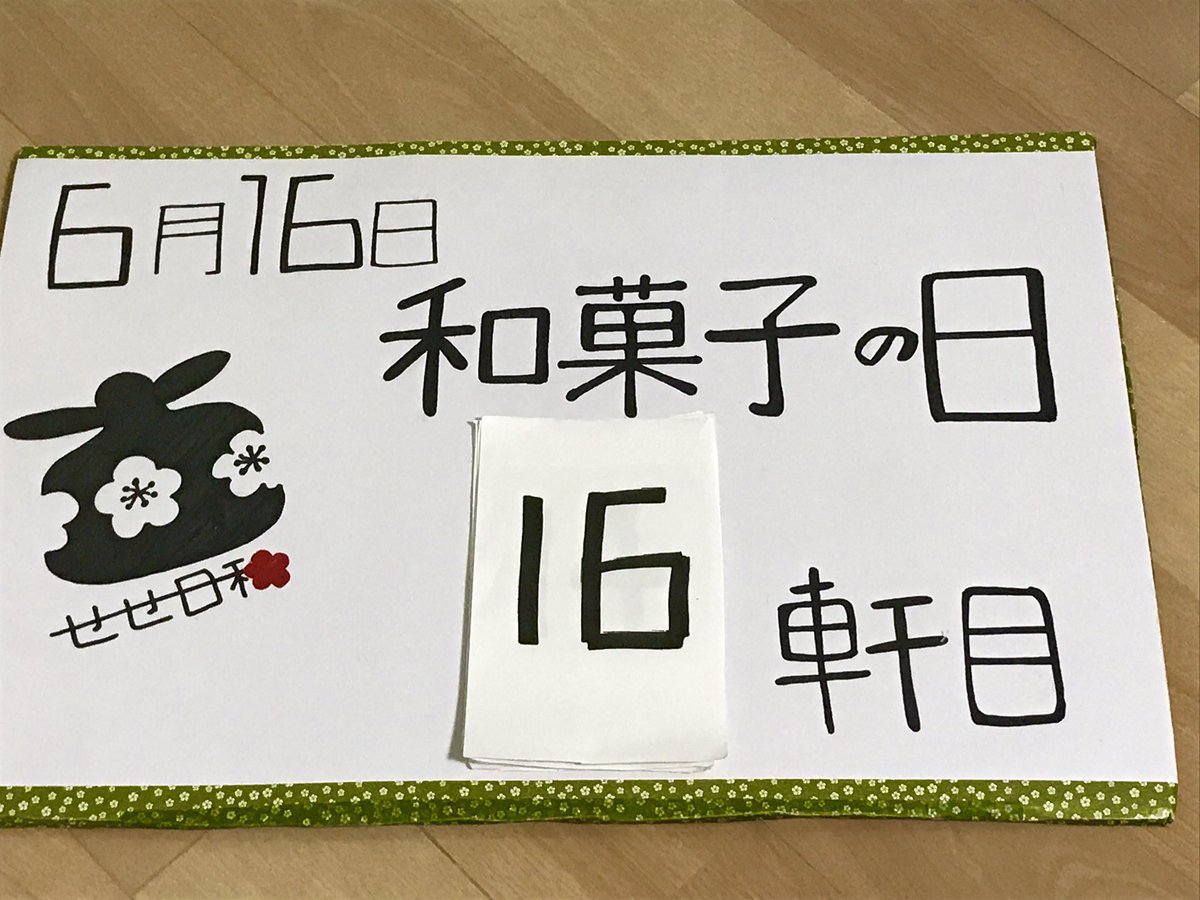 6月16日
和菓子の日
16
軒目
せせ日和